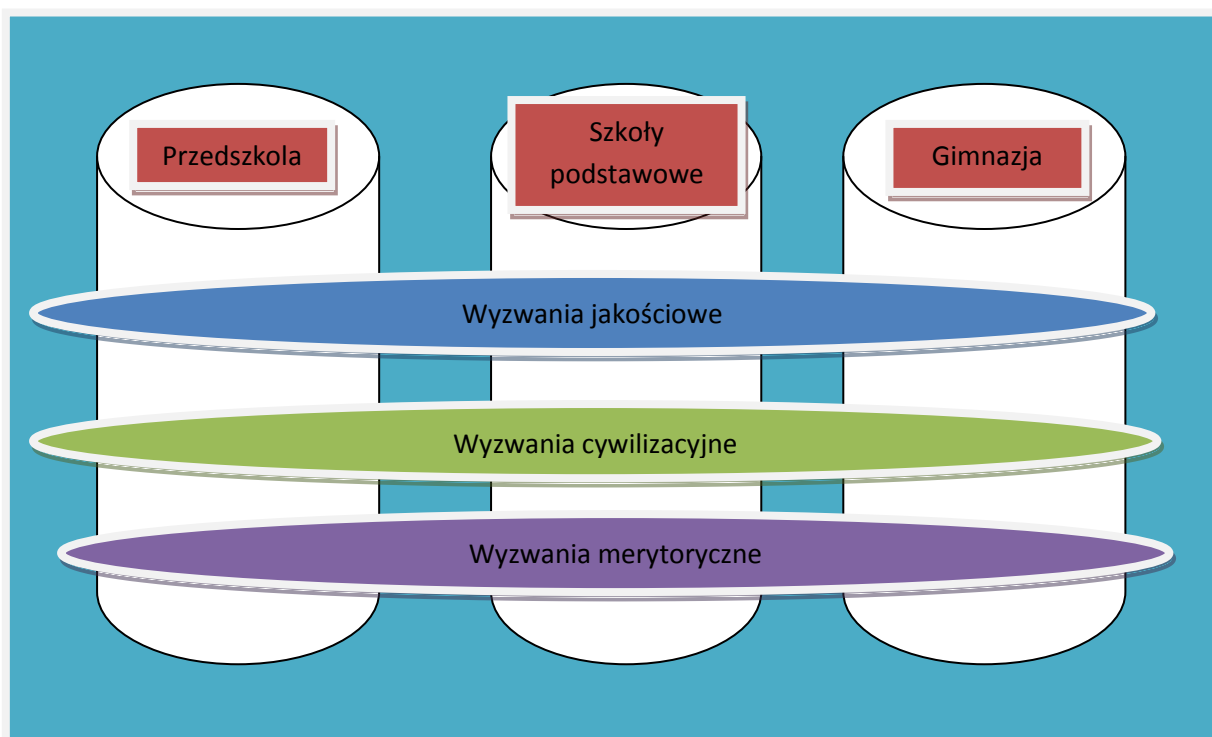 Przedszkola
Szkoły
podstawowe
Gimnazja
Wyzwania jakościowe
Wyzwania cywilizacyjne
Wyzwania merytoryczne